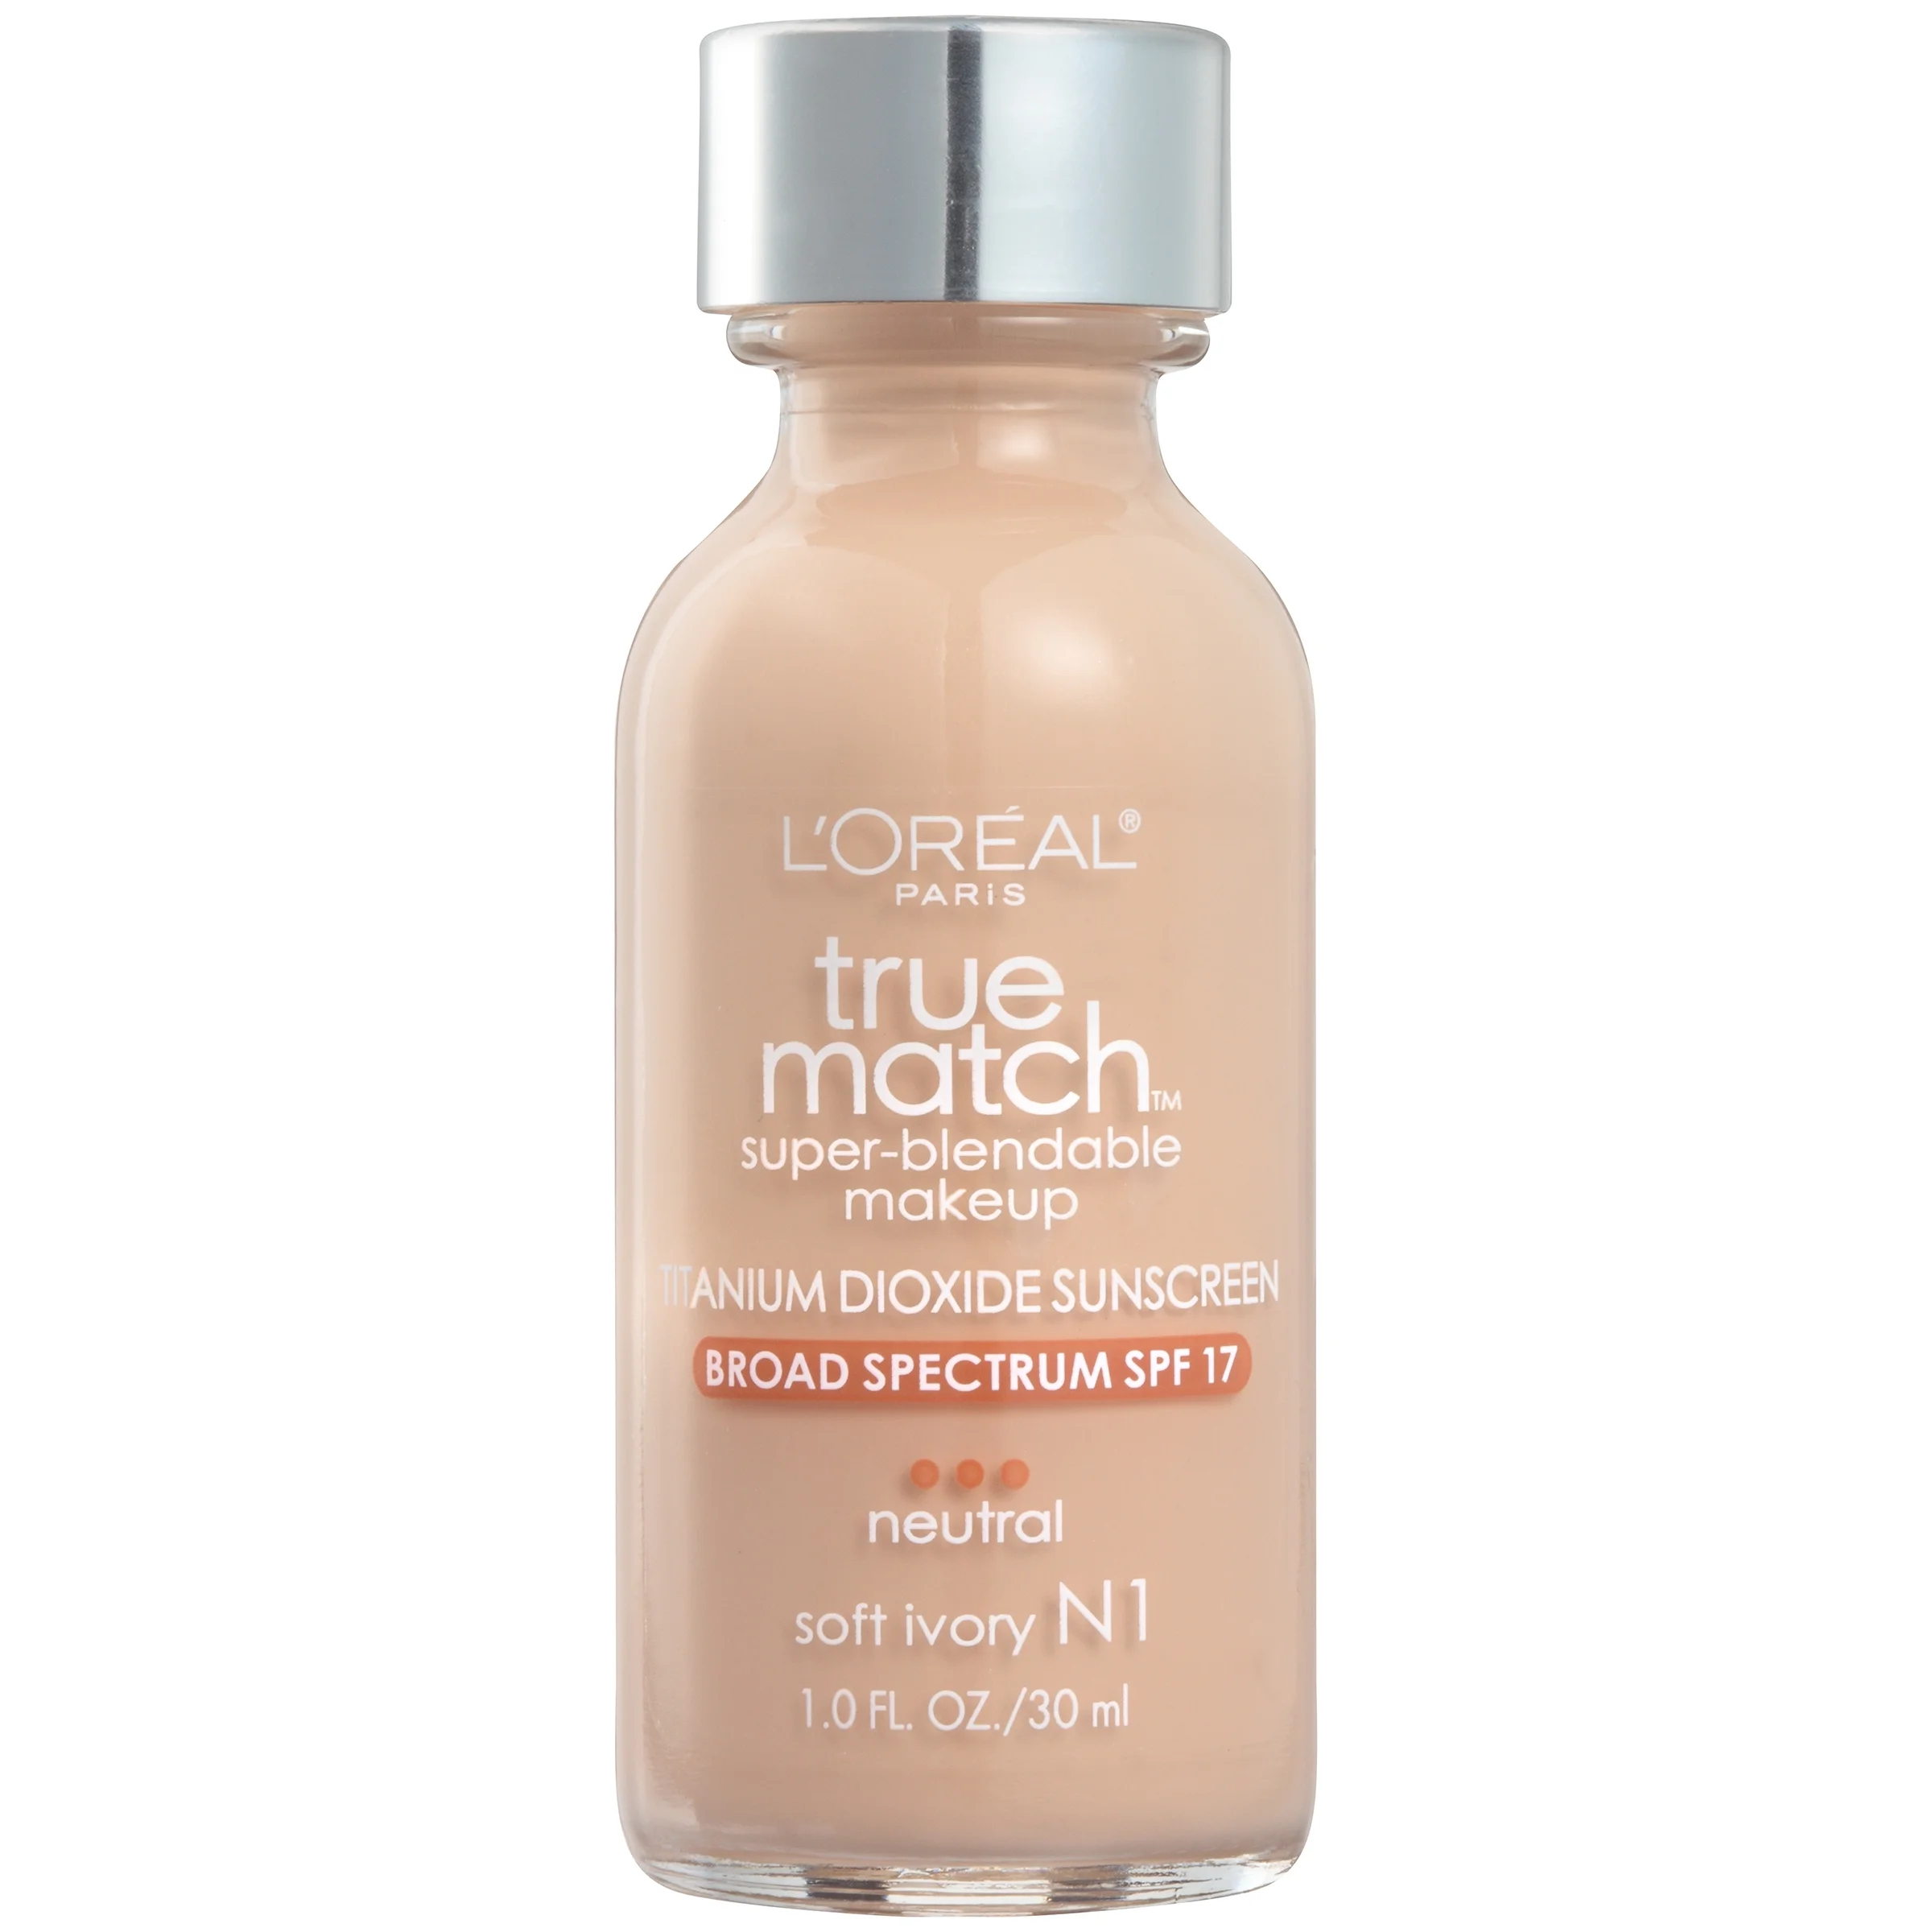 L'ORÉAL®
PARiS
true
match™
super-blendable
makeup
TITANIUM DIOXIDE SUNSCREEN
BROAD SPECTRUM SPF 17
neutral
soft ivory N1
1.0 FL. OZ./30 ml